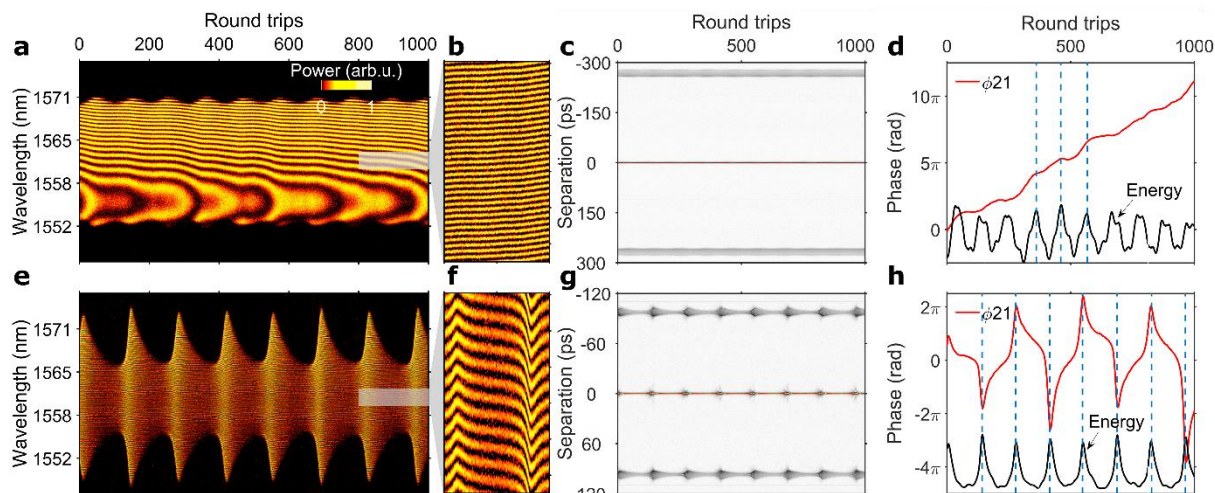 Round trips
Round trips
Round trips
a
0 200 400 600 800 1000
b
c
0 500 1000
d
0 500 1000
Power (arb.u.)
0 1
Wavelength (nm)
1571
1565
1558
1552
Separation (ps)
-300
-150
0
150
300
Phase (rad)
10π
5π
0
ϕ21
Energy
e
f
g
h
Wavelength (nm)
1571
1565
1558
1552
Separation (ps)
-120
-60
0
60
120
Phase (rad)
2π
0
-2π
-4π
ϕ21
Energy